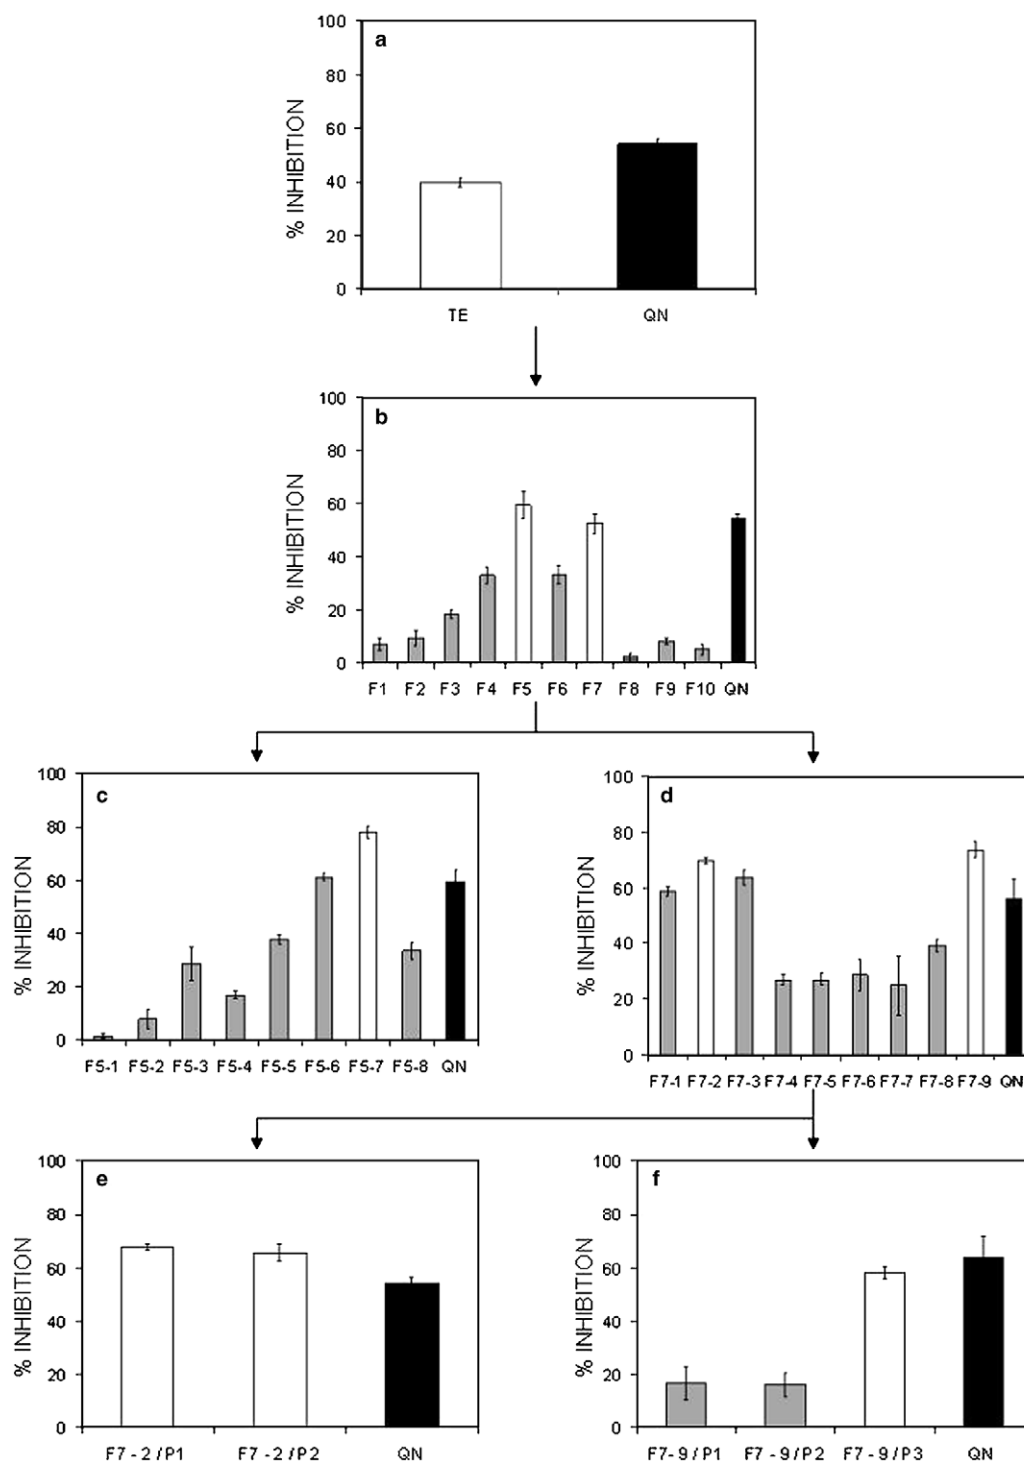 a
% INHIBITION
100
80
60
40
20
0
TE QN
b
% INHIBITION
100
80
60
40
20
0
F1 F2 F3 F4 F5 F6 F7 F8 F9 F10 QN
c
% INHIBITION
100
80
60
40
20
0
F5-1 F5-2 F5-3 F5-4 F5-5 F5-6 F5-7 F5-8 QN
d
% INHIBITION
100
80
60
40
20
0
F7-1 F7-2 F7-3 F7-4 F7-5 F7-6 F7-7 F7-8 F7-9 QN
e
% INHIBITION
100
80
60
40
20
0
F7 - 2 / P1 F7 - 2 / P2 QN
f
% INHIBITION
100
80
60
40
20
0
F7- 9 / P1 F7 - 9 / P2 F7 - 9 / P3 QN